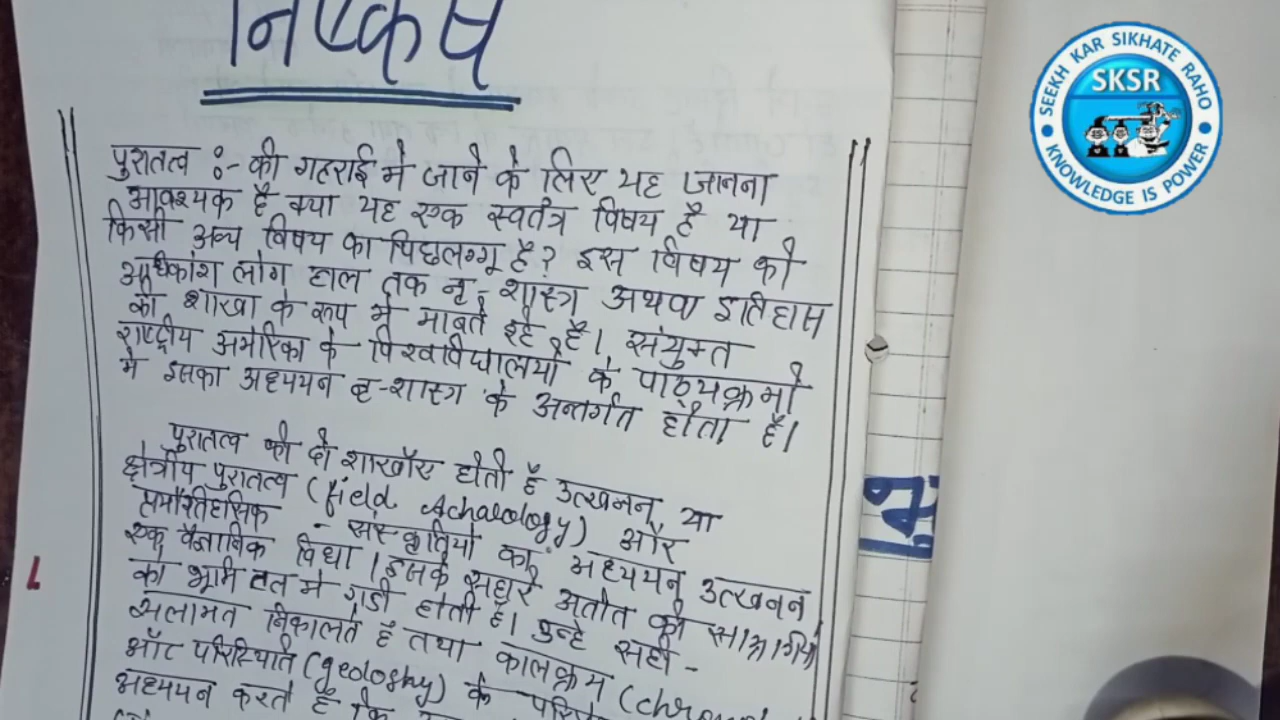 निष्कर्ष
पुरातत्व :- की गहराई मे जाने के लिए यह जानना
आवश्यक है क्या यह एक स्वतंत्र विषय है या
किसी अन्य विषय का पिछलग्गू है? इस विषय को
अधिकांश लोग हाल तक नृ-शास्त्र अथवा इतिहास
की शाखा के रूप मे मानते रहे है। संयुक्त
राष्ट्रीय अमेरिका के विश्वविद्यालयो के पाठ्यक्रमो
मे इसका अध्ययन नृ-शास्त्र के अन्तर्गत होता है।
पुरातत्व की दो शाखाँए होती है उत्खनन या
क्षेत्रीय पुरातत्व (field Achaeology) और
संस्कृतियो का अध्ययन उत्खनन
एक वैज्ञानिक विधा। इसके सहारे अतीत की सामग्रियो
को भूमि तल मे गडी होती है। उन्हे सही-
सलामत निकालते है तथा कालक्रम
और परिस्थिति (geologhy) के
अध्ययन करते है कि
SEEKH KAR SIKHATE RAHO
SKSR
KNOWLEDGE IS POWER